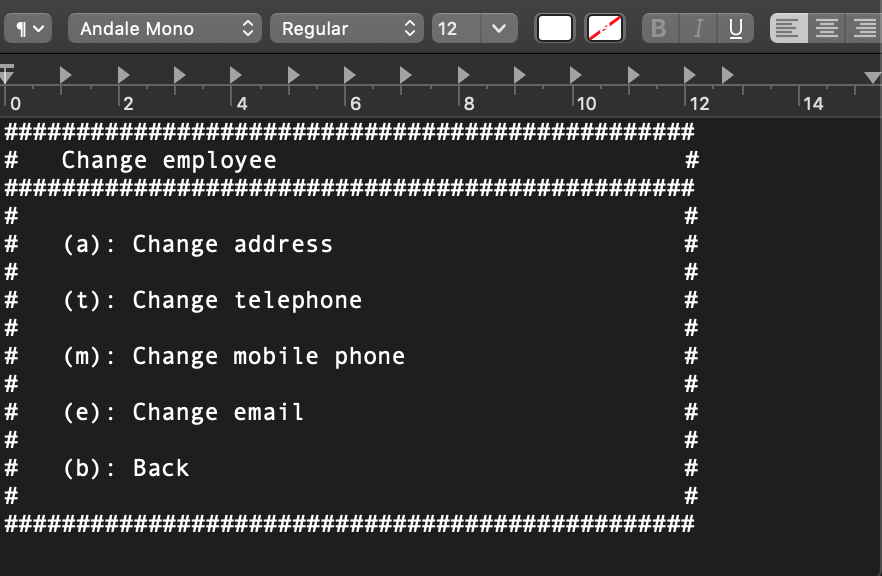 ¶ Andale Mono Regular 12 B I U
0 2 4 6 8 10 12 14
################################################
#   Change employee                            #
################################################
#                                              #
#   (a): Change address                        #
#                                              #
#   (t): Change telephone                      #
#                                              #
#   (m): Change mobile phone                   #
#                                              #
#   (e): Change email                          #
#                                              #
#   (b): Back                                  #
#                                              #
################################################